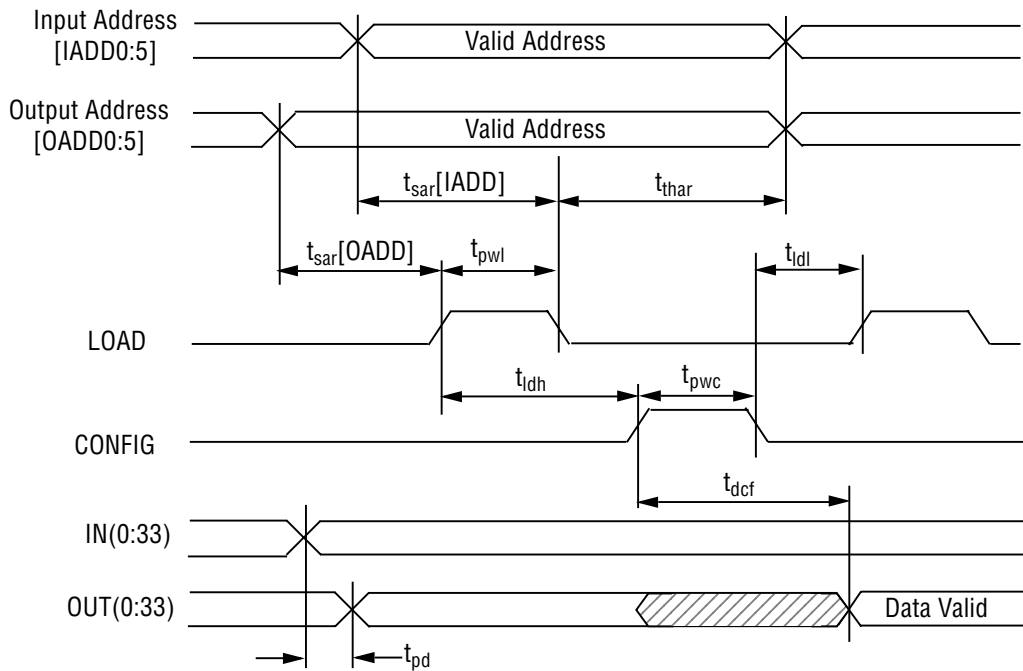 Input Address
[IADD0:5]
Valid Address
Output Address
[OADD0:5]
Valid Address
tsar[IADD]
tthar
tsar[OADD]
tpwl
tldl
LOAD
tldh
tpwc
CONFIG
tdcf
IN(0:33)
OUT(0:33)
Data Valid
tpd